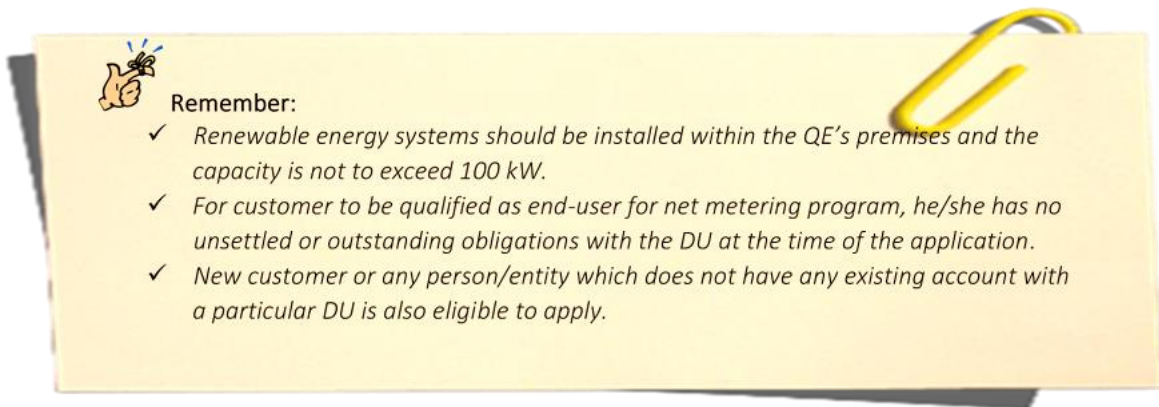 Remember:
✓ Renewable energy systems should be installed within the QE’s premises and the
capacity is not to exceed 100 kW.
✓ For customer to be qualified as end-user for net metering program, he/she has no
unsettled or outstanding obligations with the DU at the time of the application.
✓ New customer or any person/entity which does not have any existing account with
a particular DU is also eligible to apply.